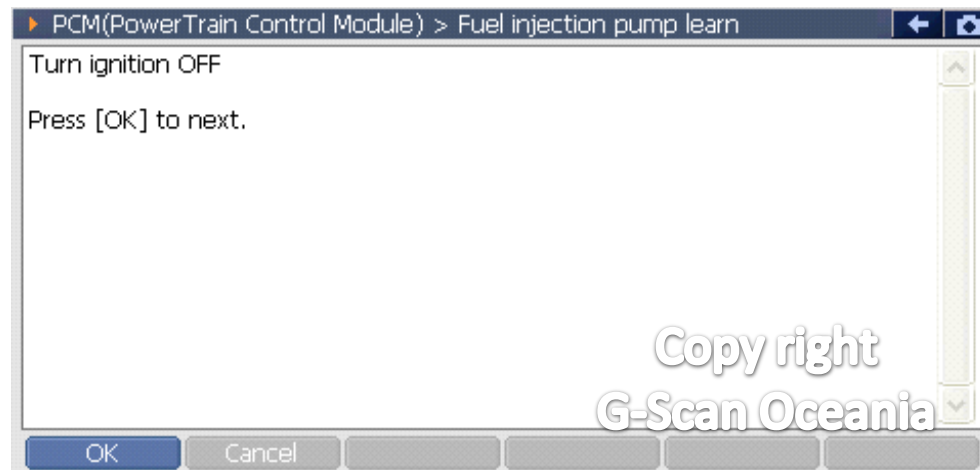 PCM(PowerTrain Control Module) > Fuel injection pump learn
Turn ignition OFF
Press [OK] to next.
Copy right
G-Scan Oceania
OK Cancel